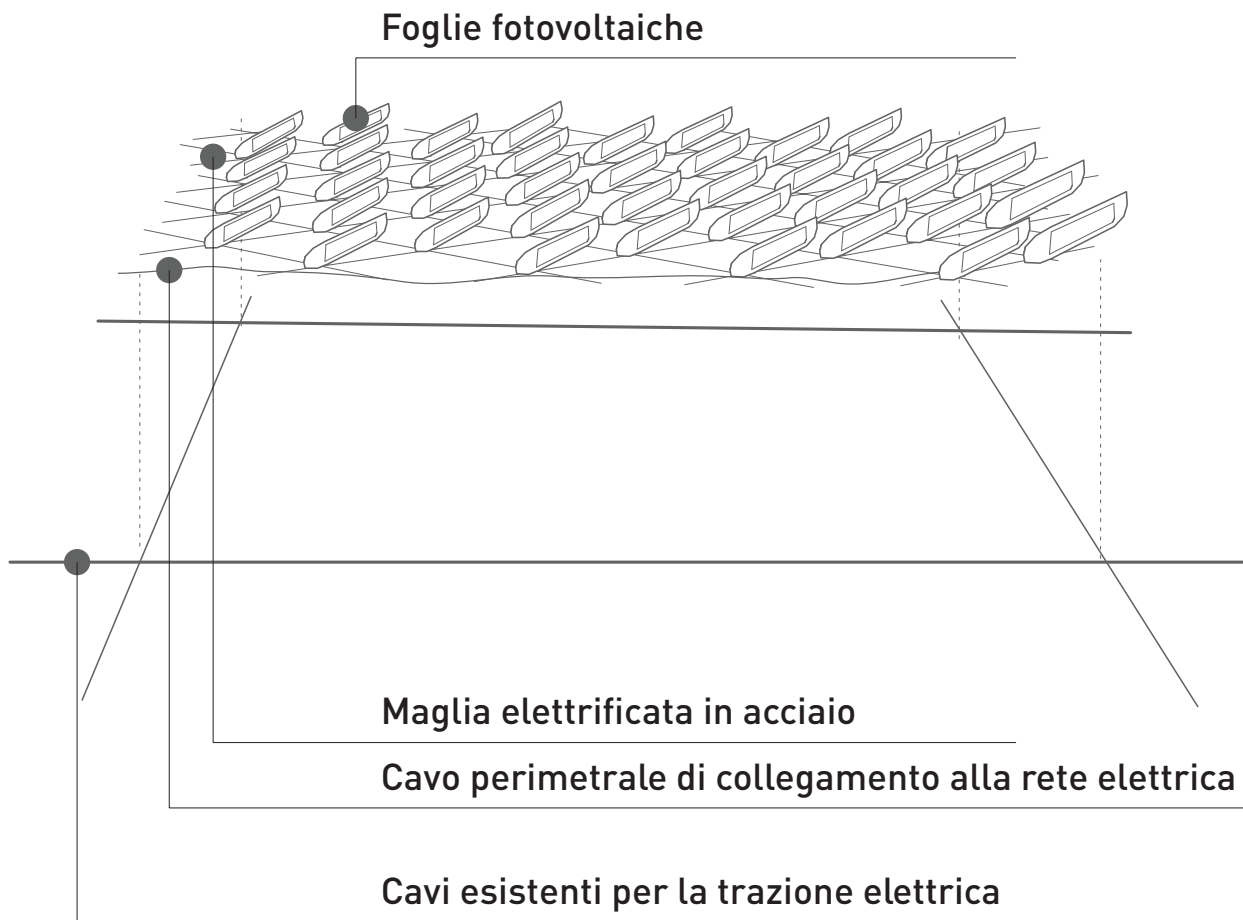 Foglie fotovoltaiche
Maglia elettrificata in acciaio
Cavo perimetrale di collegamento alla rete elettrica
Cavi esistenti per la trazione elettrica